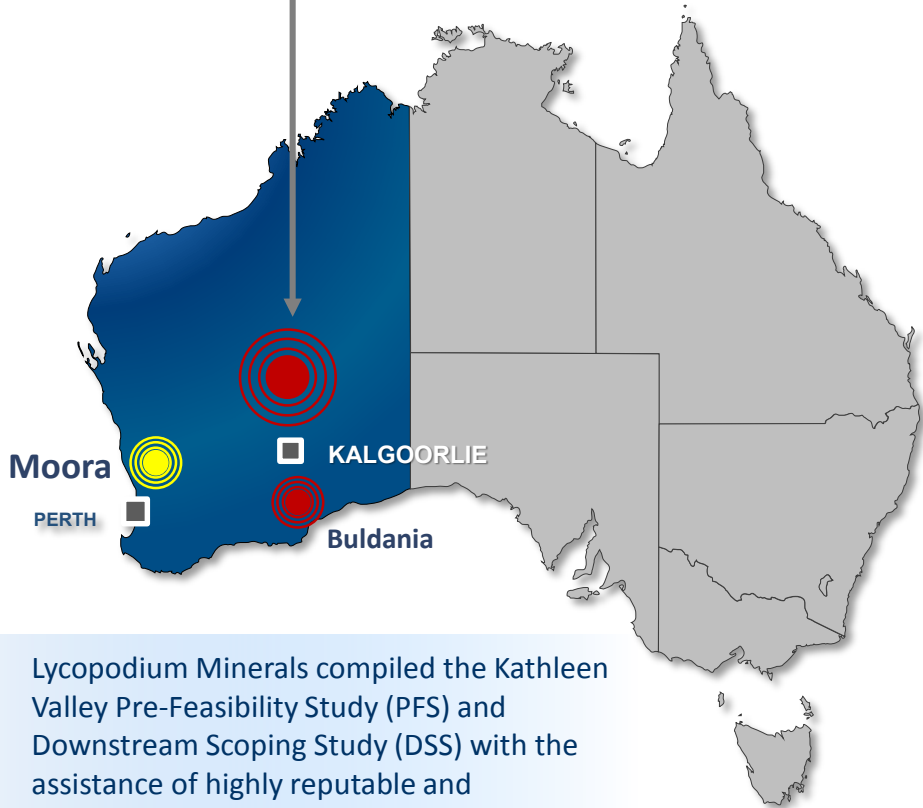 KALGOORLIE
Moora
PERTH
Buldania
Lycopodium Minerals compiled the Kathleen
Valley Pre-Feasibility Study (PFS) and
Downstream Scoping Study (DSS) with the
assistance of highly reputable and